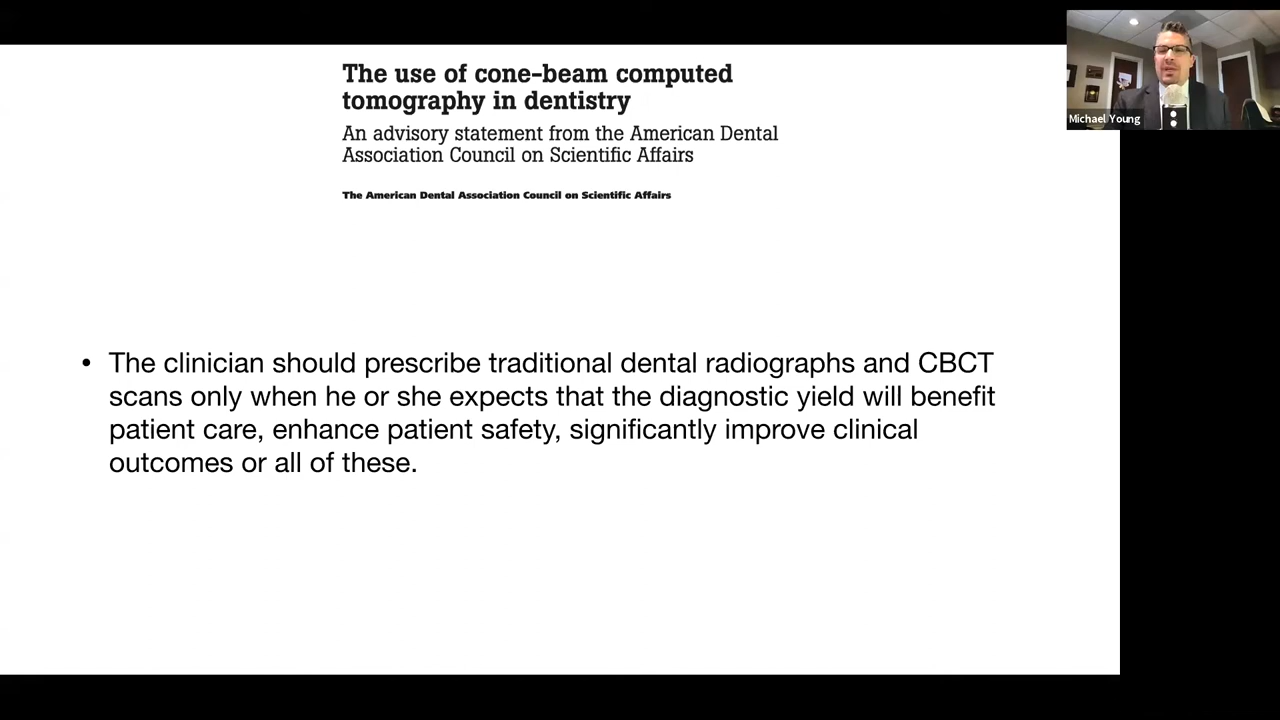 The use of cone-beam computed
tomography in dentistry
An advisory statement from the American Dental
Association Council on Scientific Affairs
The American Dental Association Council on Scientific Affairs
• The clinician should prescribe traditional dental radiographs and CBCT
scans only when he or she expects that the diagnostic yield will benefit
patient care, enhance patient safety, significantly improve clinical
outcomes or all of these.
Michael Young